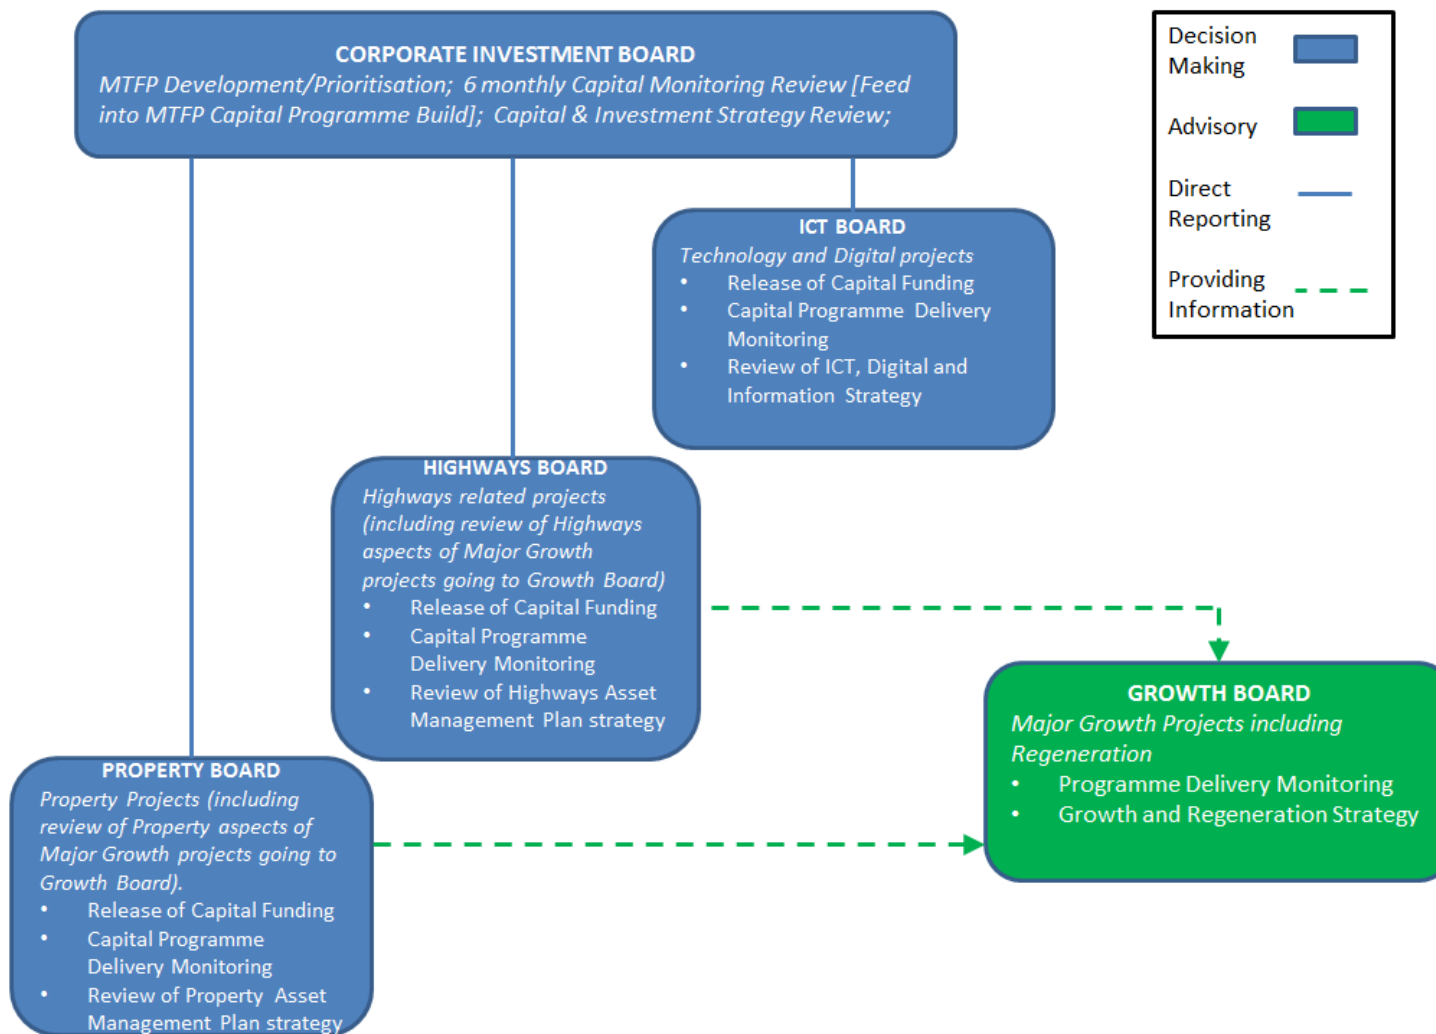 CORPORATE INVESTMENT BOARD
MTFP Development/Prioritisation; 6 monthly Capital Monitoring Review [Feed
into MTFP Capital Programme Build]; Capital & Investment Strategy Review;
Decision
Making
Advisory
Direct
Reporting
Providing
Information
ICT BOARD
Technology and Digital projects
• Release of Capital Funding
• Capital Programme Delivery
Monitoring
• Review of ICT, Digital and
Information Strategy
HIGHWAYS BOARD
Highways related projects
(including review of Highways
aspects of Major Growth
projects going to Growth Board)
• Release of Capital Funding
• Capital Programme
Delivery Monitoring
• Review of Highways Asset
Management Plan strategy
GROWTH BOARD
Major Growth Projects including
Regeneration
• Programme Delivery Monitoring
• Growth and Regeneration Strategy
PROPERTY BOARD
Property Projects (including
review of Property aspects of
Major Growth projects going to
Growth Board).
• Release of Capital Funding
• Capital Programme
Delivery Monitoring
• Review of Property Asset
Management Plan strategy